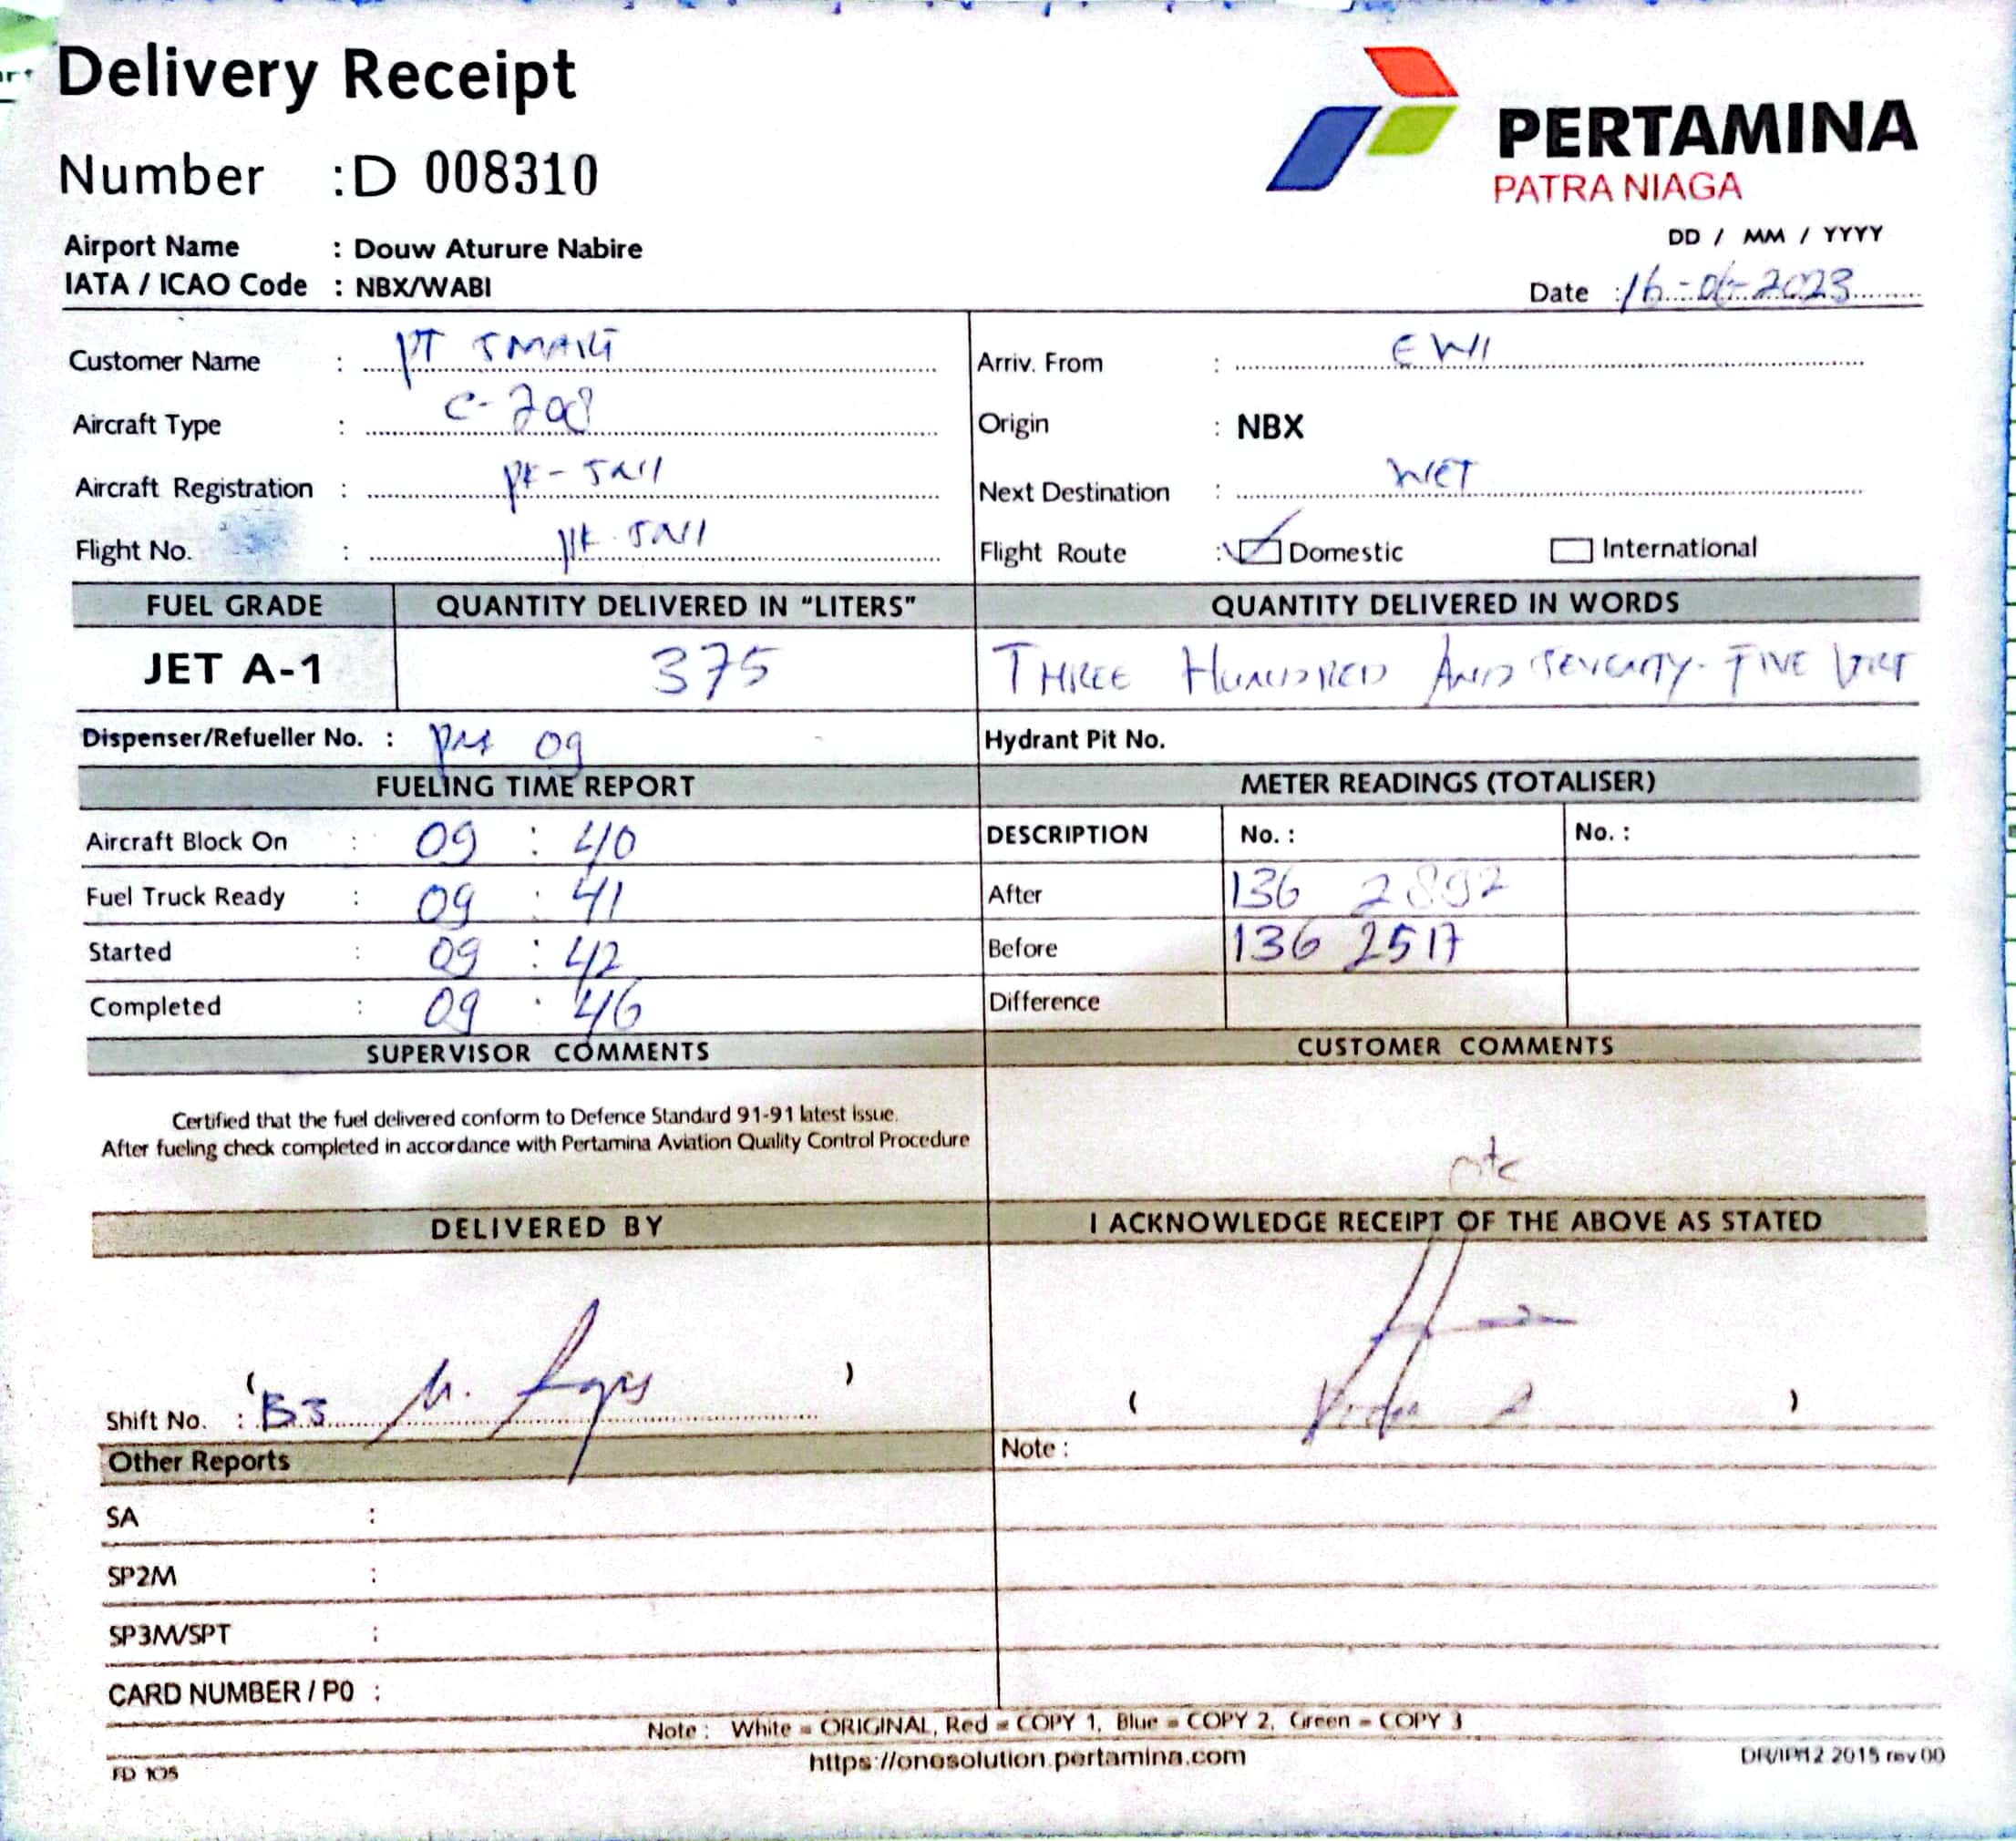 Delivery Receipt
Number : D 008310
PERTAMINA
PATRA NIAGA
Airport Name : Douw Aturure Nabire
IATA / ICAO Code : NBX/WABI
DD / MM / YYYY
Date : 16-06-2023
Customer Name : PT SMART
Arriv. From : EWI
Aircraft Type : C-208
Origin : NBX
Aircraft Registration : PK-SNI
Next Destination : WET
Flight No. : PK-SNI
Flight Route : Domestic International
FUEL GRADE QUANTITY DELIVERED IN “LITERS” QUANTITY DELIVERED IN WORDS
JET A-1 375 THREE HUNDRED AND SEVENTY-FIVE
Dispenser/Refueller No. : 09 Hydrant Pit No.
FUELING TIME REPORT METER READINGS (TOTALISER)
Aircraft Block On : 09 : 40 DESCRIPTION No. : No. :
Fuel Truck Ready : 09 : 41 After 136 2892
Started : 09 : 42 Before 136 2517
Completed : 09 : 46 Difference
SUPERVISOR COMMENTS CUSTOMER COMMENTS
Certified that the fuel delivered conform to Defence Standard 91-91 latest issue.
After fueling check completed in accordance with Pertamina Aviation Quality Control Procedure
DELIVERED BY I ACKNOWLEDGE RECEIPT OF THE ABOVE AS STATED
( )
Shift No. : B3
( )
Other Reports
Note :
SA :
SP2M :
SP3M/SPT :
CARD NUMBER / PO :
Note : White = ORIGINAL, Red = COPY 1, Blue = COPY 2, Green = COPY 3
https://onesolution.pertamina.com
FD 105
2015 rev 00